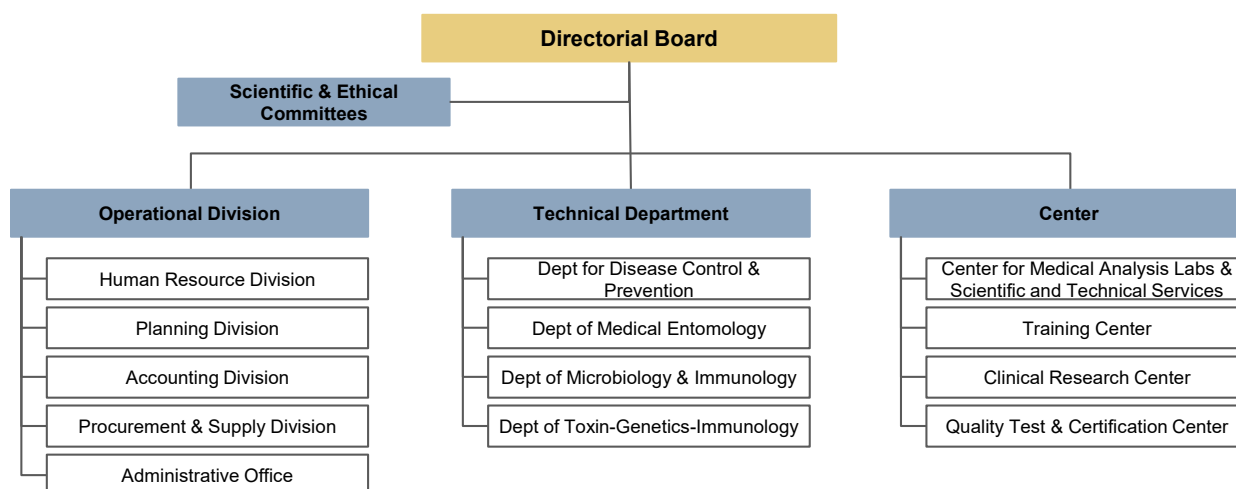 Directorial Board
Scientific & Ethical
Committees
Operational Division
Human Resource Division
Planning Division
Accounting Division
Procurement & Supply Division
Administrative Office
Technical Department
Dept for Disease Control &
Prevention
Dept of Medical Entomology
Dept of Microbiology & Immunology
Dept of Toxin-Genetics-Immunology
Center
Center for Medical Analysis Labs &
Scientific and Technical Services
Training Center
Clinical Research Center
Quality Test & Certification Center